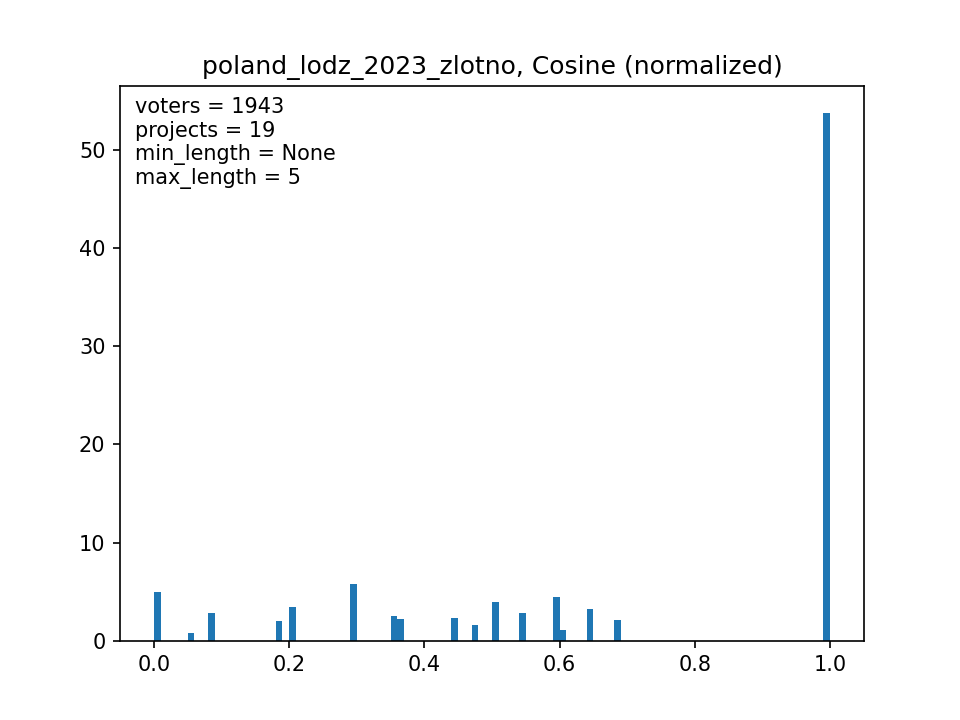 poland_lodz_2023_zlotno, Cosine (normalized)
voters = 1943
projects = 19
min_length = None
max_length = 5
50
40
30
20
10
0
0.0 0.2 0.4 0.6 0.8 1.0